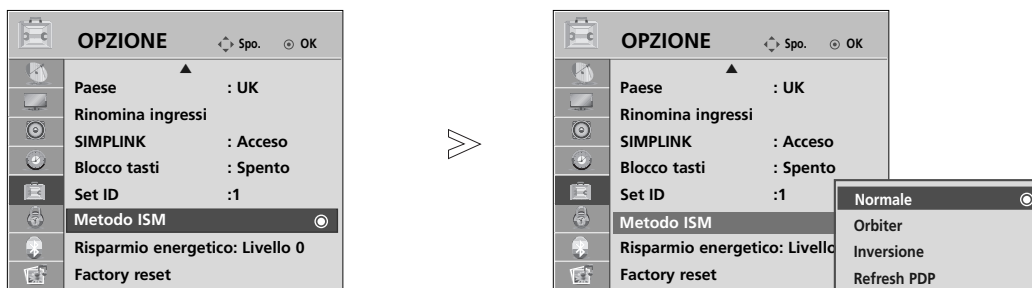 OPZIONE Spo. OK
Paese : UK
Rinomina ingressi
SIMPLINK : Acceso
Blocco tasti : Spento
Set ID :1
Metodo ISM
Risparmio energetico: Livello 0
Factory reset
OPZIONE Spo. OK
Paese : UK
Rinomina ingressi
SIMPLINK : Acceso
Blocco tasti : Spento
Set ID :1
Metodo ISM
Risparmio energetico: Livello
Factory reset
Normale
Orbiter
Inversione
Refresh PDP